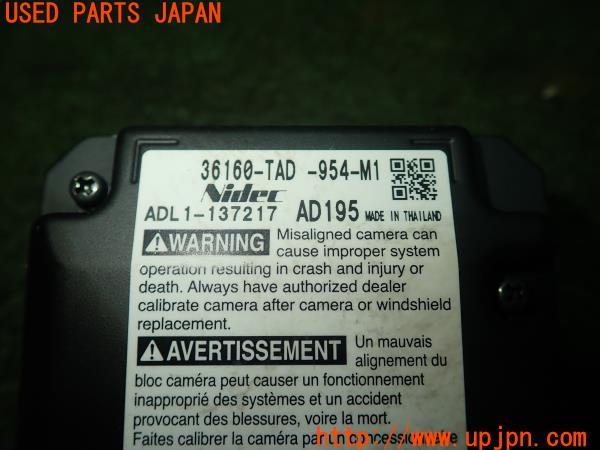 USED PARTS JAPAN
36160-TAD -954-M1
Nidec
ADL1-137217 AD195 MADE IN THAILAND
WARNING Misaligned camera can
cause improper system
operation resulting in crash and injury or
death. Always have authorized dealer
calibrate camera after camera or windshield
replacement.
AVERTISSEMENT Un mauvais
alignement du
bloc caméra peut causer un fonctionnement
inapproprié des systèmes et un accident
provocant des blessures, voire la mort.
Faites calibrer la caméra par un concessionnaire
http://www.upjpn.com/